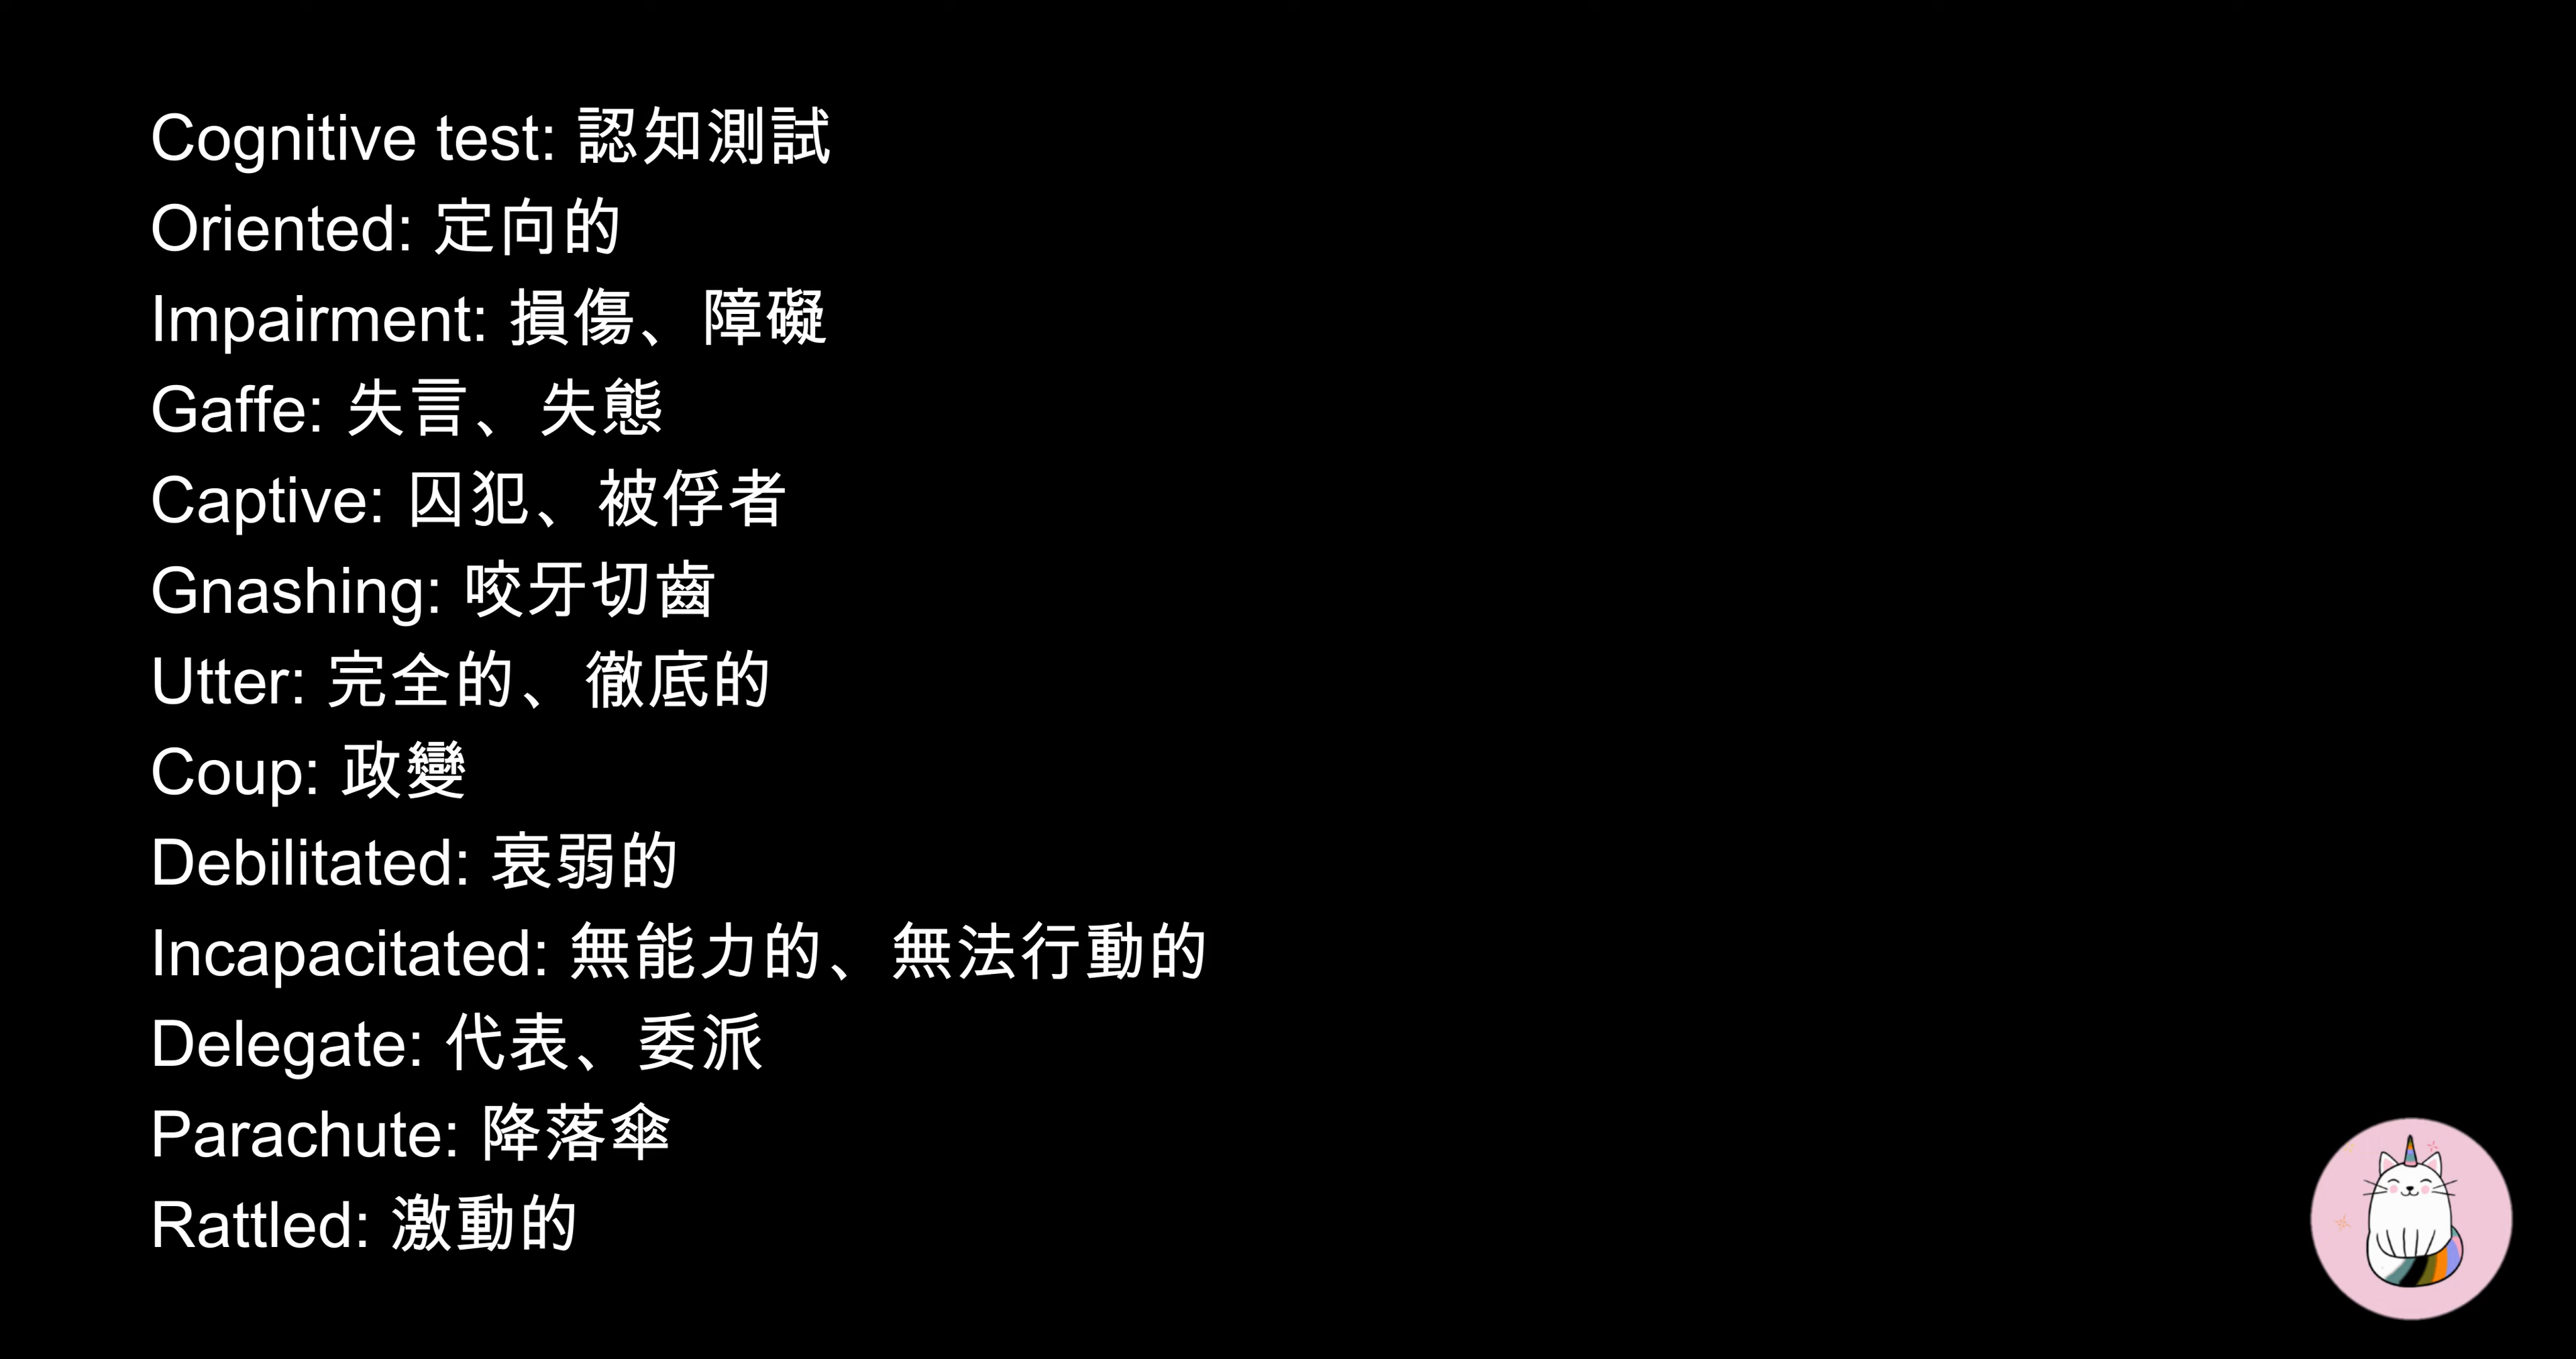 Cognitive test: 認知測試
Oriented: 定向的
Impairment: 損傷、障礙
Gaffe: 失言、失態
Captive: 囚犯、被俘者
Gnashing: 咬牙切齒
Utter: 完全的、徹底的
Coup: 政變
Debilitated: 衰弱的
Incapacitated: 無能力的、無法行動的
Delegate: 代表、委派
Parachute: 降落傘
Rattled: 激動的